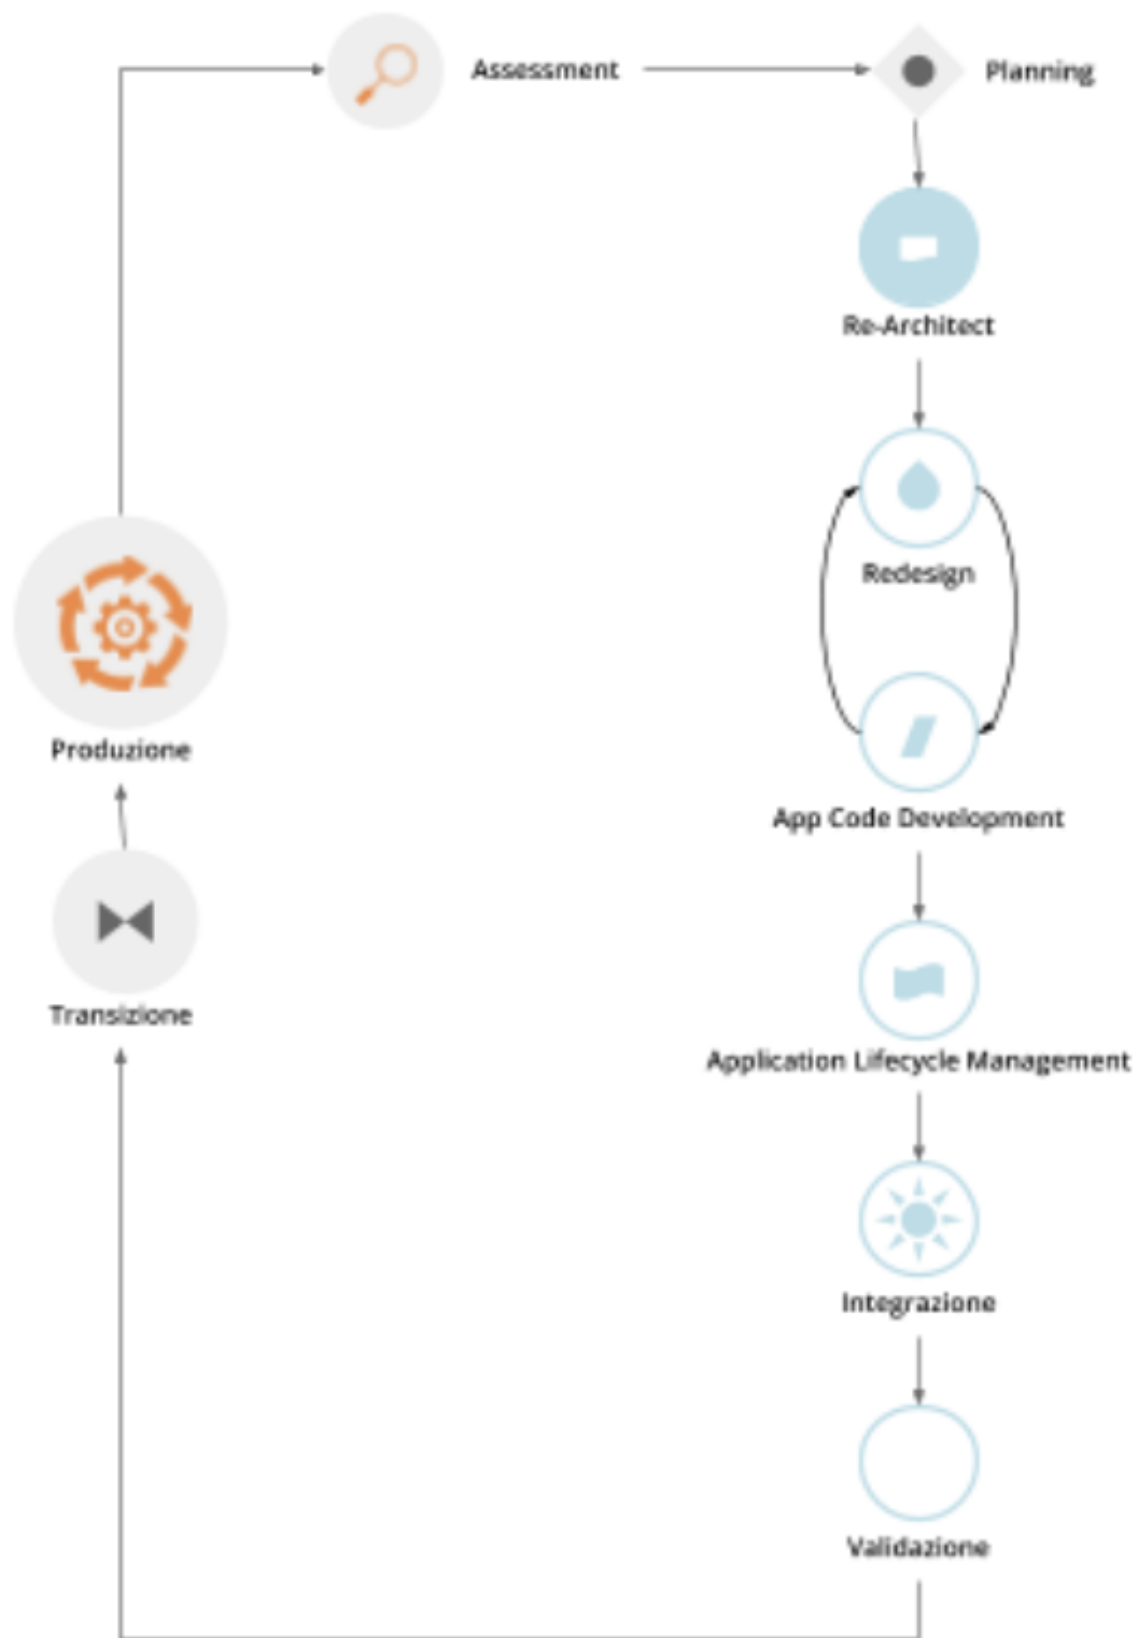 Assessment
Planning
Re-Architect
Redesign
App Code Development
Application Lifecycle Management
Integrazione
Validazione
Transizione
Produzione